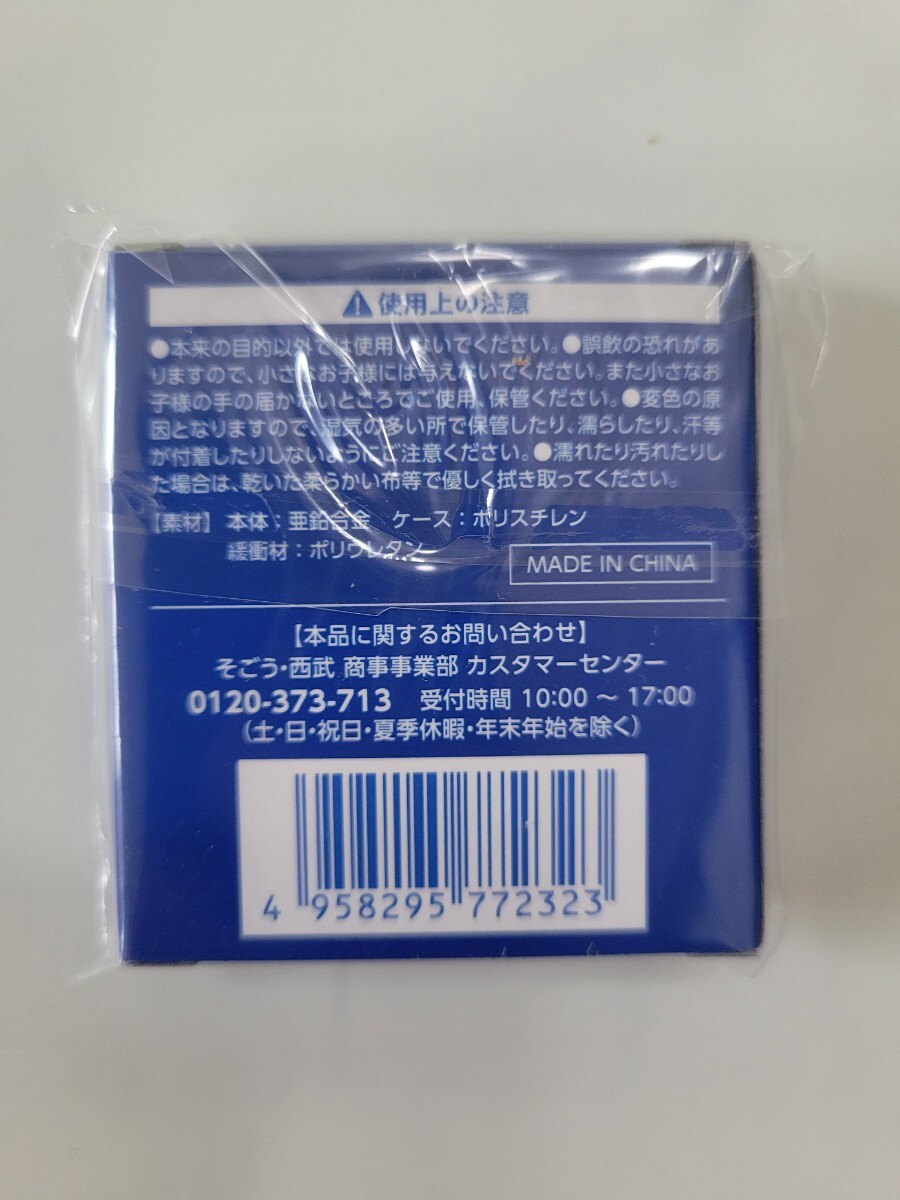 ⚠ 使用上の注意
●本来の目的以外では使用しないでください。●誤飲の恐れがあ
りますので、小さなお子様には与えないでください。また小さなお
子様の手の届かないところでご使用、保管ください。●変色の原
因となりますので、湿気の多い所で保管したり、濡らしたり、汗等
が付着したりしないようにご注意ください。●濡れたり汚れたりし
た場合は、乾いた柔らかい布等で優しく拭き取ってください。
【素材】 本体：亜鉛合金 ケース：ポリスチレン
緩衝材：ポリウレタン
MADE IN CHINA
【本品に関するお問い合わせ】
そごう・西武 商事事業部 カスタマーセンター
0120-373-713 受付時間 10:00 ～ 17:00
（土・日・祝日・夏季休暇・年末年始を除く）
4 958295 772323